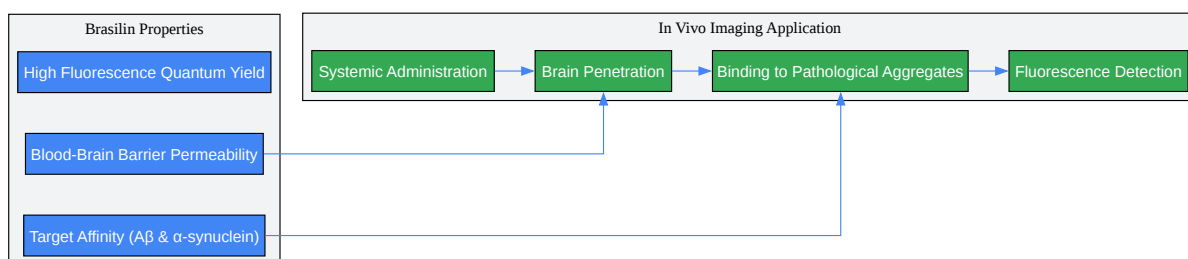 Brasilin Properties
High Fluorescence Quantum Yield
Blood-Brain Barrier Permeability
Target Affinity (Aβ & α-synuclein)
In Vivo Imaging Application
Systemic Administration
Brain Penetration
Binding to Pathological Aggregates
Fluorescence Detection